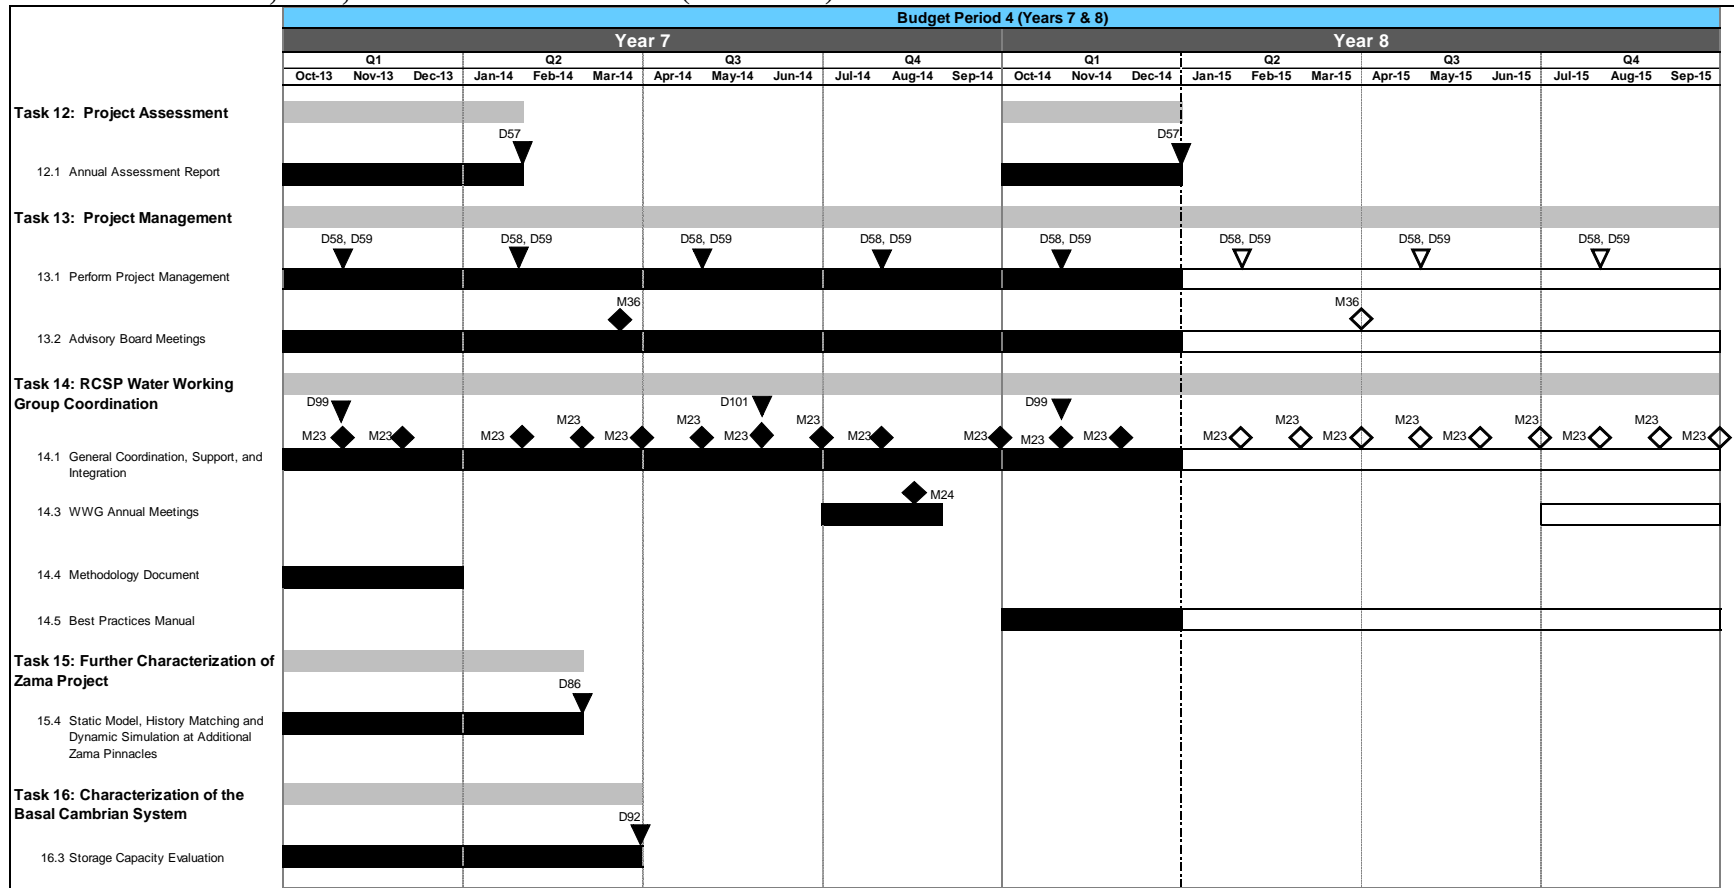 Budget Period 4 (Years 7 & 8)
Year 7 Year 8
Q1 Q2 Q3 Q4 Q1 Q2 Q3 Q4
Oct-13 Nov-13 Dec-13 Jan-14 Feb-14 Mar-14 Apr-14 May-14 Jun-14 Jul-14 Aug-14 Sep-14 Oct-14 Nov-14 Dec-14 Jan-15 Feb-15 Mar-15 Apr-15 May-15 Jun-15 Jul-15 Aug-15 Sep-15
Task 12: Project Assessment
D57 D57
12.1 Annual Assessment Report
Task 13: Project Management
D58, D59 D58, D59 D58, D59 D58, D59 D58, D59 D58, D59 D58, D59 D58, D59
13.1 Perform Project Management
M36 M36
13.2 Advisory Board Meetings
Task 14: RCSP Water Working
Group Coordination
D99 D101 D99
M23 M23 M23 M23 M23 M23 M23 M23 M23 M23 M23 M23 M23 M23 M23 M23 M23 M23 M23 M23 M23
14.1 General Coordination, Support, and
Integration
M24
14.3 WWG Annual Meetings
14.4 Methodology Document
14.5 Best Practices Manual
Task 15: Further Characterization of
Zama Project
D86
15.4 Static Model, History Matching and
Dynamic Simulation at Additional
Zama Pinnacles
Task 16: Characterization of the
Basal Cambrian System
D92
16.3 Storage Capacity Evaluation